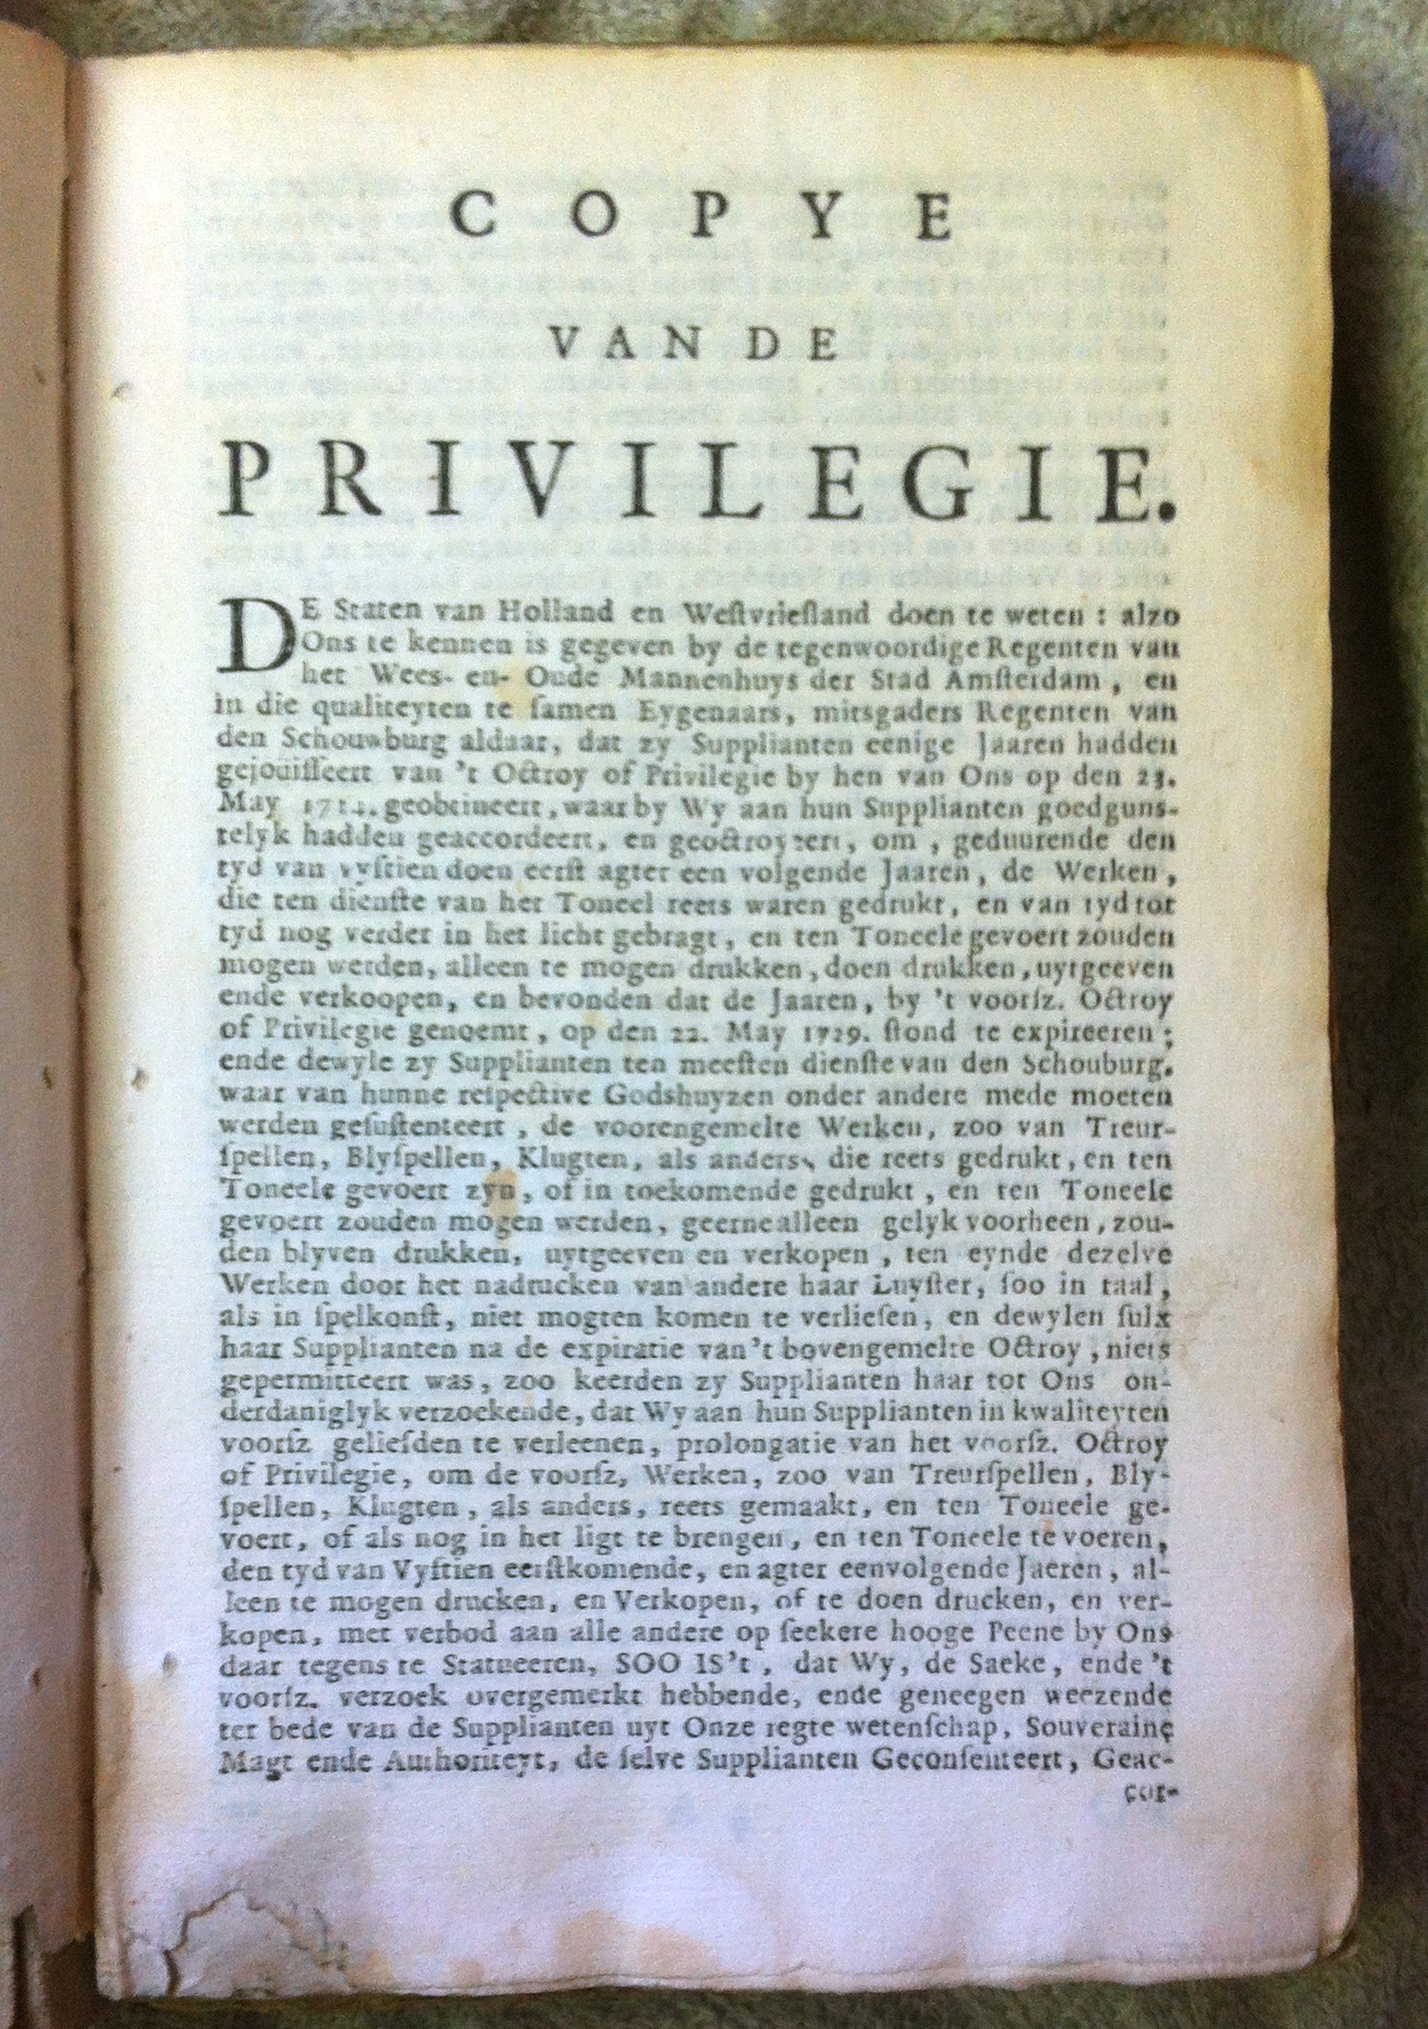 COPYE
VAN DE
PRIVILEGIE.
DE Staten van Holland en Weſtvrieſland doen te weten : alzo
Ons te kennen is gegeven by de tegenwoordige Regenten van
het Wees- en- Oude Mannenhuys der Stad Amſterdam , en
in die qualiteyten te ſamen Eygenaars, mitsgaders Regenten van
den Schouwburg aldaar, dat zy Supplianten eenige Jaaren hadden
gejouiſſeert van 't Octroy of Privilegie by hen van Ons op den 23.
May 1714. geobtineert, waar by Wy aan hun Supplianten goedguns-
telyk hadden geaccordeert, en geoctroyeert, om , geduurende den
tyd van vyftien doen eerſt agter een volgende Jaaren, de Werken,
die ten dienſte van het Toneel reets waren gedrukt, en van tyd tot
tyd nog verder in het licht gebragt, en ten Toneele gevoert zouden
mogen werden, alleen te mogen drukken, doen drukken, uytgeeven
ende verkoopen, en bevonden dat de Jaaren, by 't voorſz. Octroy
of Privilegie genoemt, op den 22. May 1729. ſtond te expireeren ;
ende dewyle zy Supplianten ten meeſten dienſte van den Schouburg.
waar van hunne reſpective Godshuyzen onder andere mede moeten
werden geſuſtenteert , de voorengemelte Werken, zoo van Treur-
ſpellen, Blyſpellen, Klugten, als anders, die reets gedrukt, en ten
Toneele gevoert zyn, of in toekomende gedrukt , en ten Toneele
gevoert zouden mogen werden, geerne alleen gelyk voorheen, zou-
den blyven drukken, uytgeeven en verkopen , ten eynde dezelve
Werken door het nadrucken van andere haar Luyſter, ſoo in taal,
als in ſpelkonſt, niet mogten komen te verlieſen, en dewylen ſulx
haar Supplianten na de expiratie van 't bovengemelte Octroy , niets
gepermitteert was, zoo keerden zy Supplianten haar tot Ons on-
derdaniglyk verzoekende, dat Wy aan hun Supplianten in kwaliteyten
voorſz geliefden te verleenen, prolongatie van het voorſz. Octroy
of Privilegie, om de voorſz, Werken, zoo van Treurſpellen, Bly-
ſpellen, Klugten , als anders, reets gemaakt, en ten Toneele ge-
voert, of als nog in het ligt te brengen , en ten Toneele te voeren,
den tyd van Vyftien eerſtkomende, en agter eenvolgende Jaeren , al-
leen te mogen drucken, en Verkopen, of te doen drucken, en ver-
kopen, met verbod aan alle andere op ſeekere hooge Peene by Ons
daar tegens te Statueeren, SOO IS't , dat Wy, de Saeke, ende 't
voorſz. verzoek overgemerkt hebbende, ende geneegen weezende
ter bede van de Supplianten uyt Onze regte wetenſchap, Souveraine
Magt ende Authoriteyt, de ſelve Supplianten Geconſenteert, Geac-
cor-